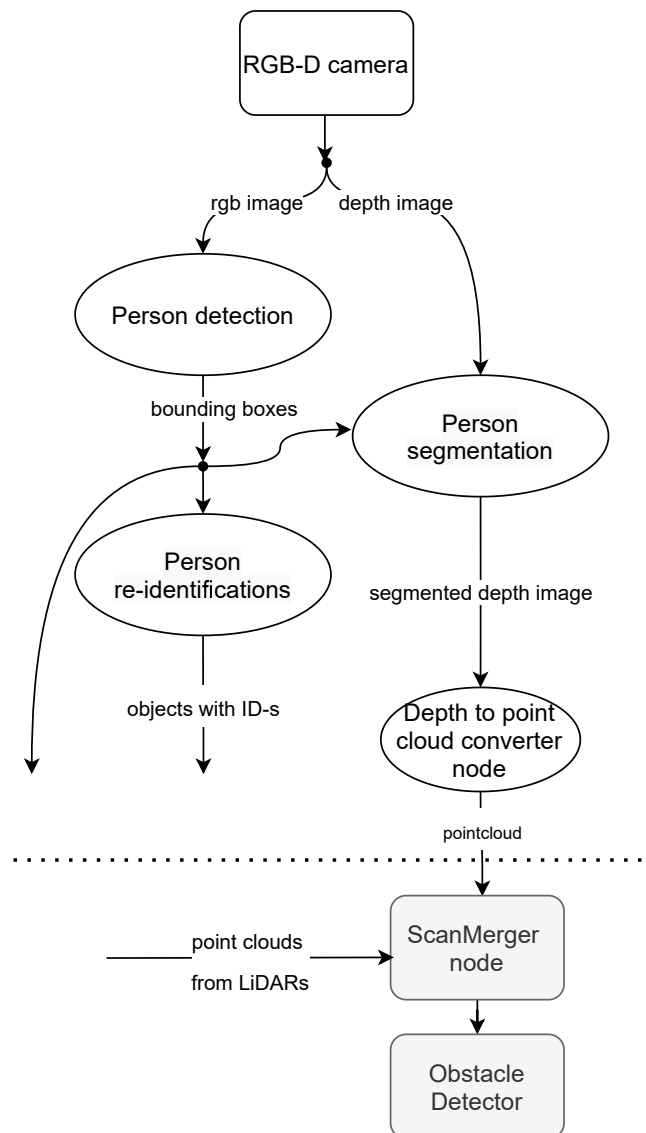 RGB-D camera
rgb image
depth image
Person detection
bounding boxes
Person
segmentation
Person
re-identifications
segmented depth image
objects with ID-s
Depth to point
cloud converter
node
pointcloud
ScanMerger
node
point clouds
from LiDARs
Obstacle
Detector